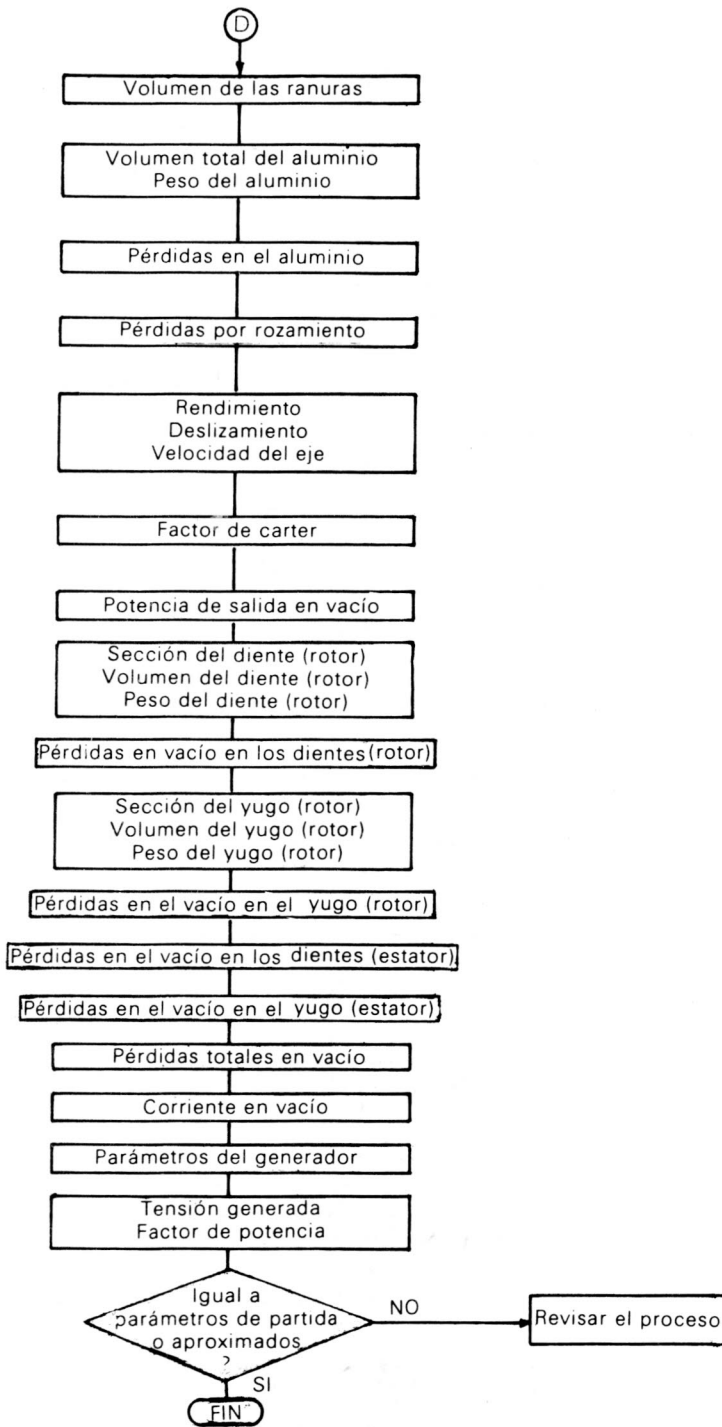 D
Volumen de las ranuras
Volumen total del aluminio
Peso del aluminio
Pérdidas en el aluminio
Pérdidas por rozamiento
Rendimiento
Deslizamiento
Velocidad del eje
Factor de carter
Potencia de salida en vacío
Sección del diente (rotor)
Volumen del diente (rotor)
Peso del diente (rotor)
Pérdidas en vacío en los dientes (rotor)
Sección del yugo (rotor)
Volumen del yugo (rotor)
Peso del yugo (rotor)
Pérdidas en el vacío en el yugo (rotor)
Pérdidas en el vacío en los dientes (estator)
Pérdidas en el vacío en el yugo (estator)
Pérdidas totales en vacío
Corriente en vacío
Parámetros del generador
Tensión generada
Factor de potencia
Igual a
parámetros de partida
o aproximados
?
NO
Revisar el proceso
SI
FIN